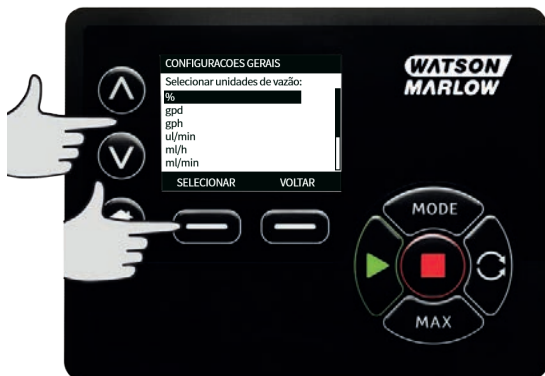 CONFIGURACOES GERAIS
Selecionar unidades de vazão:
%
gpd
gph
ul/min
ml/h
ml/min
SELECIONAR VOLTAR
WATSON
MARLOW
MODE
MAX